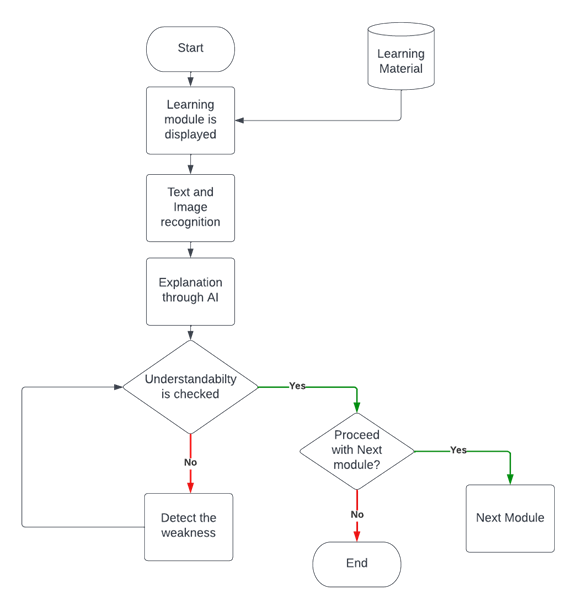 Start
Learning
Material
Learning
module is
displayed
Text and
Image
recognition
Explanation
through AI
Understandabilty
is checked
Yes
Proceed
with Next
module?
Yes
No
Detect the
weakness
No
Next Module
End